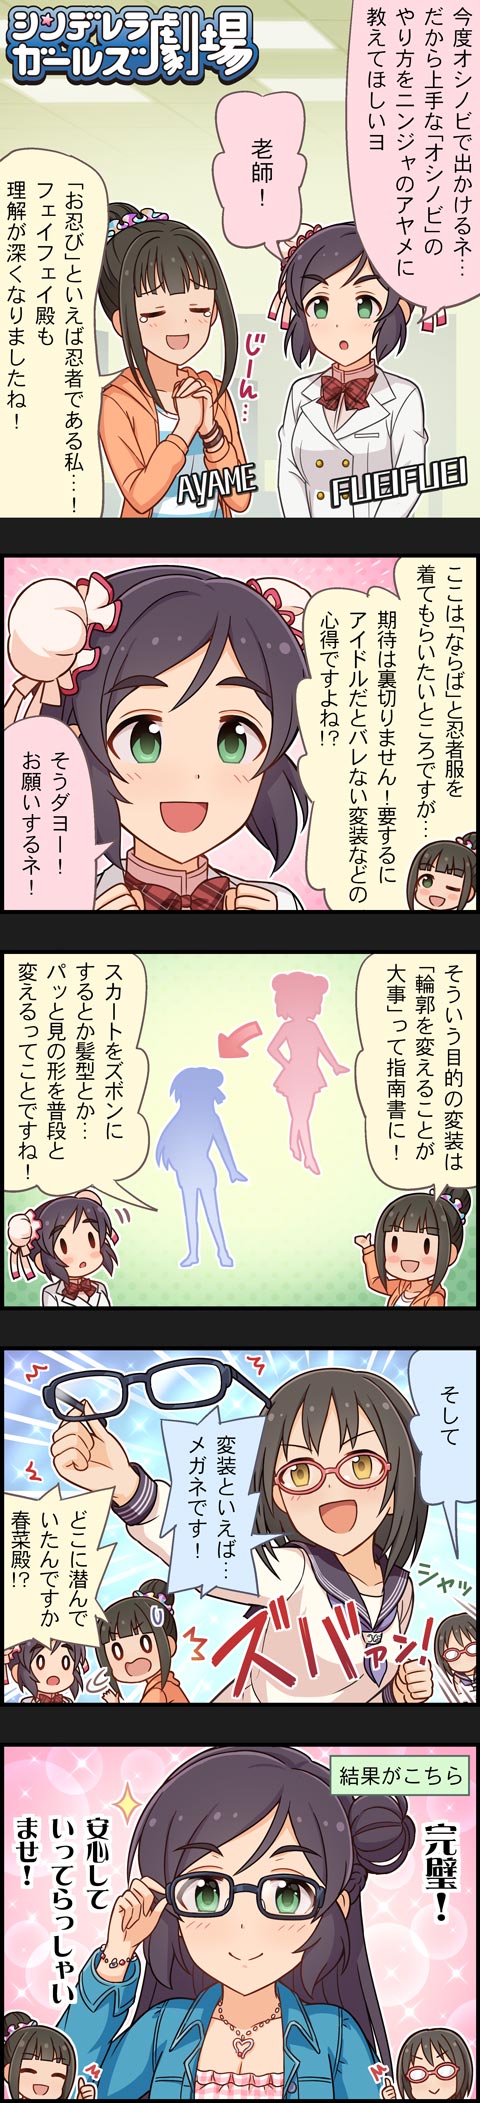 シンデレラ
ガールズ劇場
今度オシノビで出かけるネ…
だから上手な「オシノビ」の
やり方をニンジャのアヤメに
教えてほしいヨ
老師！
じーん…
「お忍び」といえば忍者である私…！
フェイフェイ殿も
理解が深くなりましたね！
AYAME
FUEIFUEI
ここは「ならば」と忍者服を
着てもらいたいところですが…
期待は裏切りません！要するに
アイドルだとバレない変装などの
心得ですよね!?
そうダヨー！
お願いするネ！
そういう目的の変装は
「輪郭を変えることが
大事」って指南書に！
スカートをズボンに
するとか髪型とか…
パッと見の形を普段と
変えるってことですね！
そして
変装といえば…
メガネです！
シャッ
ズバァン！
どこに潜んで
いたんですか
春菜殿!?
結果がこちら
完璧！
安心して
いってらっしゃい
ませ！